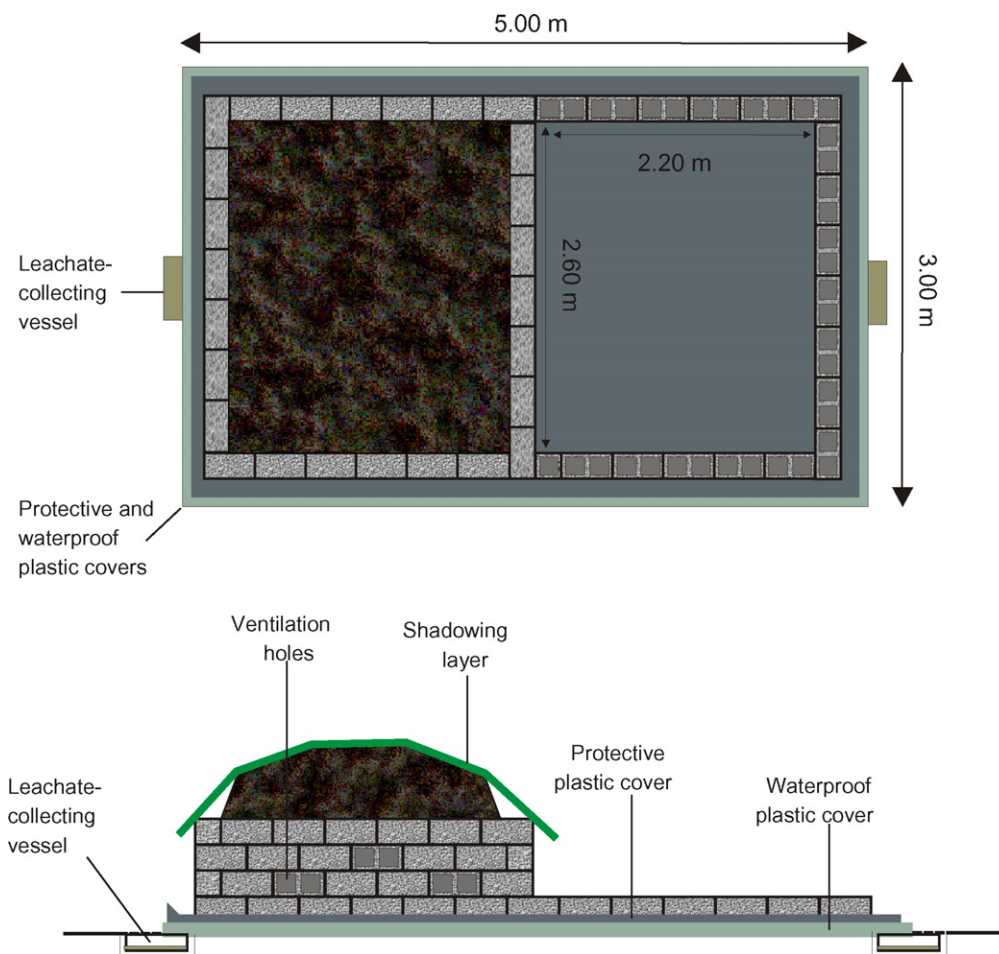 5.00 m
2.20 m
2.60 m
3.00 m
Leachate-
collecting
vessel
Protective and
waterproof
plastic covers
Ventilation
holes
Shadowing
layer
Protective
plastic cover
Waterproof
plastic cover
Leachate-
collecting
vessel